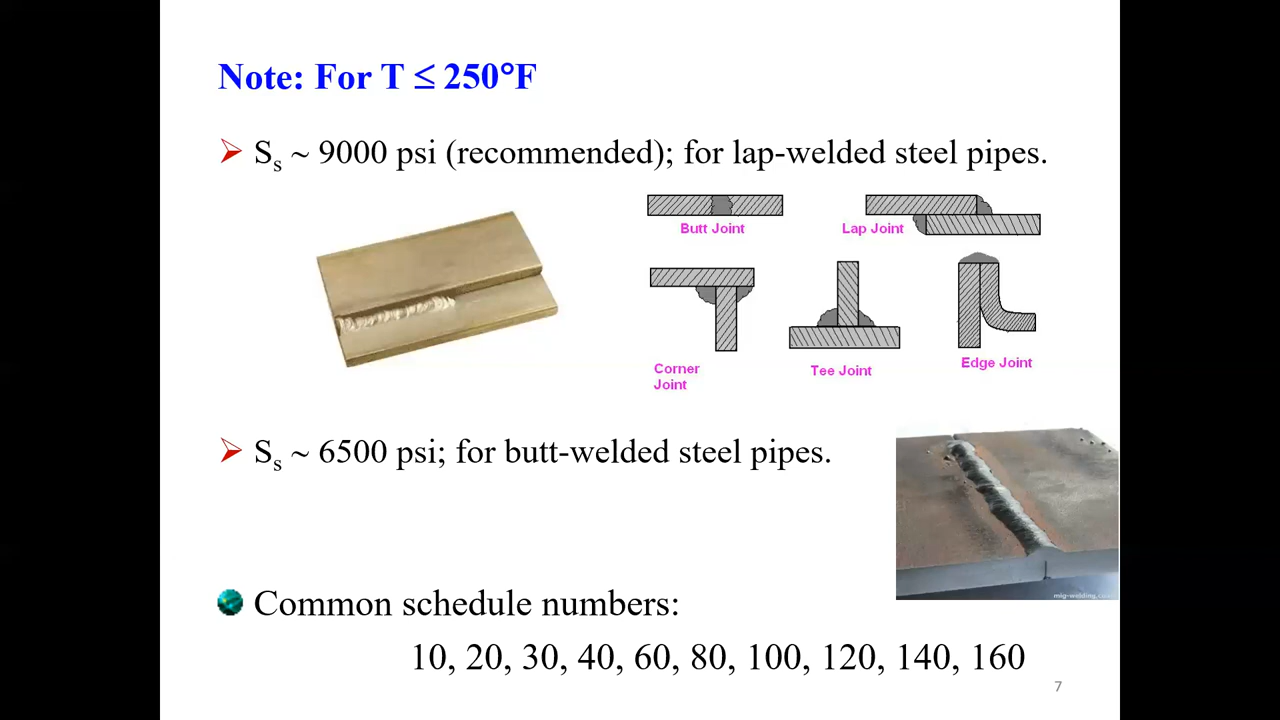 Note: For T ≤ 250°F
Ss ~ 9000 psi (recommended); for lap-welded steel pipes.
Butt Joint
Lap Joint
Corner
Joint
Tee Joint
Edge Joint
Ss ~ 6500 psi; for butt-welded steel pipes.
Common schedule numbers:
10, 20, 30, 40, 60, 80, 100, 120, 140, 160
7